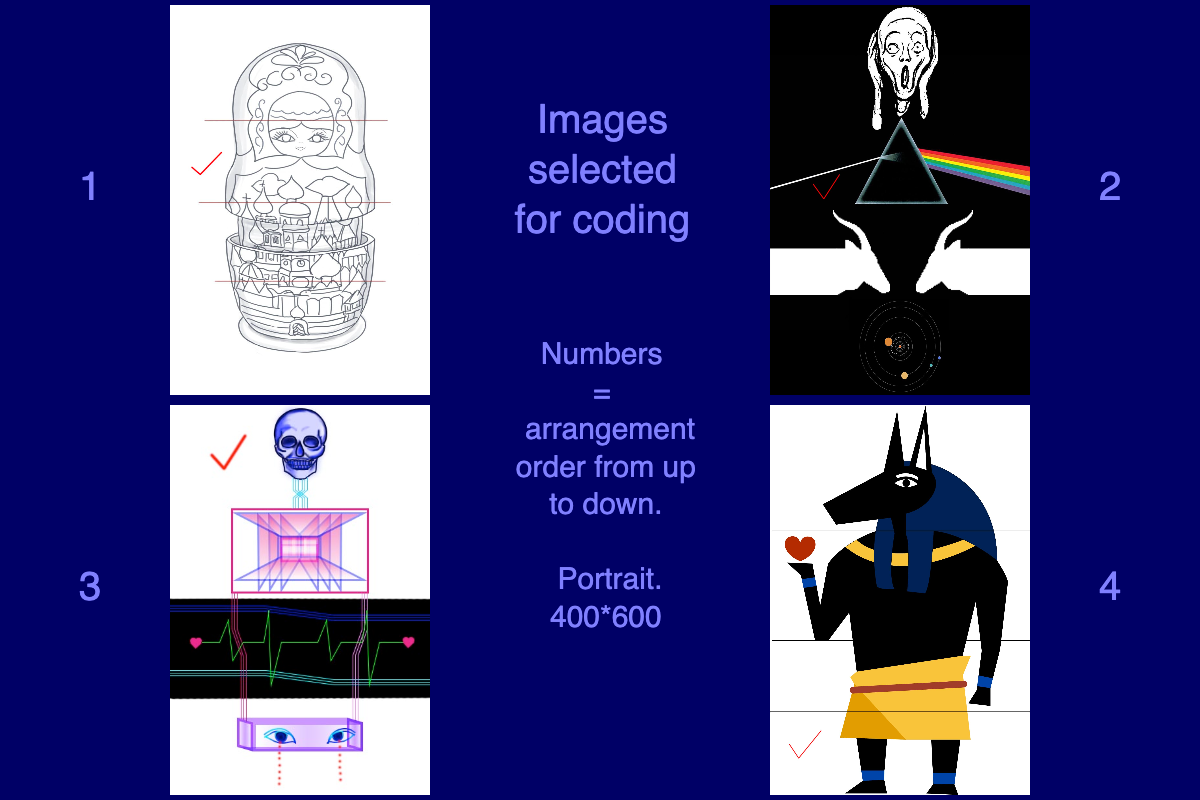 1
Images
selected
for coding
2
Numbers
=
arrangement
order from up
to down.
3
Portrait.
400*600
4